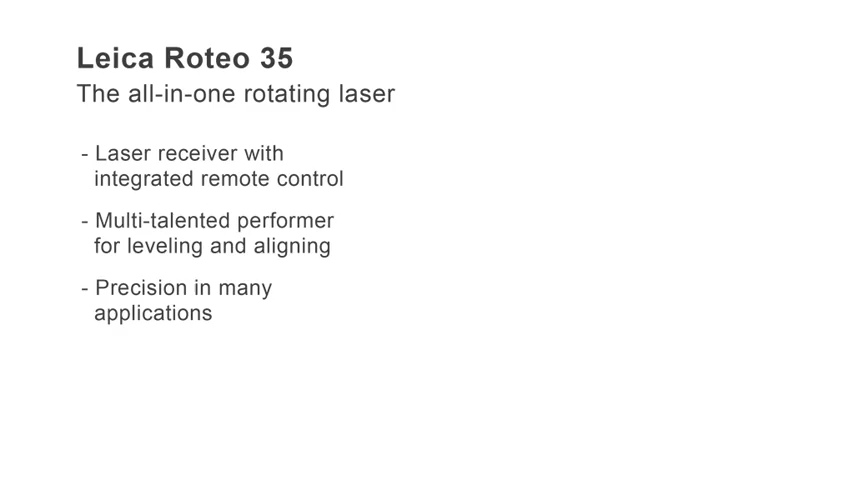 Leica Roteo 35
The all-in-one rotating laser
- Laser receiver with
integrated remote control
- Multi-talented performer
for leveling and aligning
- Precision in many
applications